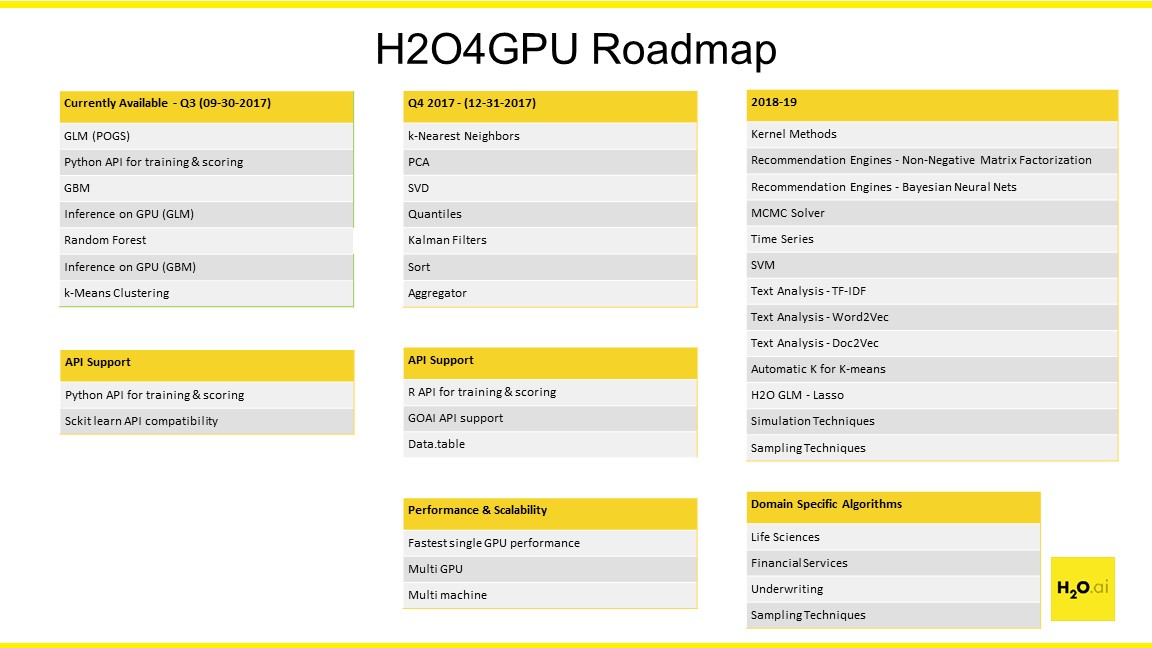 H2O4GPU Roadmap
Currently Available - Q3 (09-30-2017)
GLM (POGS)
Python API for training & scoring
GBM
Inference on GPU (GLM)
Random Forest
Inference on GPU (GBM)
k-Means Clustering
API Support
Python API for training & scoring
Sckit learn API compatibility
Q4 2017 - (12-31-2017)
k-Nearest Neighbors
PCA
SVD
Quantiles
Kalman Filters
Sort
Aggregator
API Support
R API for training & scoring
GOAI API support
Data.table
Performance & Scalability
Fastest single GPU performance
Multi GPU
Multi machine
2018-19
Kernel Methods
Recommendation Engines - Non-Negative Matrix Factorization
Recommendation Engines - Bayesian Neural Nets
MCMC Solver
Time Series
SVM
Text Analysis - TF-IDF
Text Analysis - Word2Vec
Text Analysis - Doc2Vec
Automatic K for K-means
H2O GLM - Lasso
Simulation Techniques
Sampling Techniques
Domain Specific Algorithms
Life Sciences
Financial Services
Underwriting
Sampling Techniques
H2O.ai